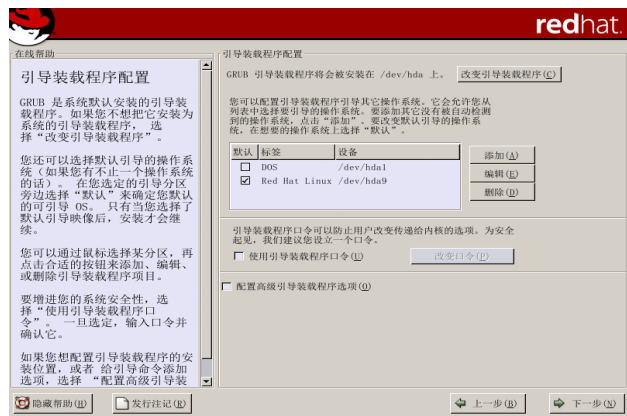 redhat.
在线帮助
引导装载程序配置
GRUB 是系统默认安装的引导装
载程序。如果您不想把它安装为
系统的引导装载程序， 选
择“改变引导装载程序”。
您还可以选择默认引导的操作系
统（如果您有不止一个操作系统
的话）。 在您选定的引导分区
旁边选择“默认”来确定您默认
的可引导 OS。 只有当您选择了
默认引导映像后，安装才会继
续。
您可以通过鼠标选择某分区，再
点击合适的按钮来添加、编辑、
或删除引导装载程序项目。
要增进您的系统安全性，选
择“使用引导装载程序口
令”。 一旦选定，输入口令并
确认它。
如果您想配置引导装载程序的安
装位置，或者 给引导命令添加
选项，选择 “配置高级引导装
引导装载程序配置
GRUB 引导装载程序将会被安装在 /dev/hda 上。 改变引导装载程序(C)
您可以配置引导装载程序引导其它操作系统。它会允许您从
列表中选择要引导的操作系统。要添加其它没有被自动检测
到的操作系统，点击“添加”。要改变默认引导的操作系
统，在想要的操作系统上选择“默认”。
默认 标签 设备
DOS /dev/hda1
Red Hat Linux /dev/hda9
添加(A)
编辑(E)
删除(D)
引导装载程序口令可以防止用户改变传递给内核的选项。为安全
起见，我们建议您设立一个口令。
使用引导装载程序口令(U) 改变口令(P)
配置高级引导装载程序选项(O)
隐藏帮助(H) 发行注记(R) 上一步(B) 下一步(N)